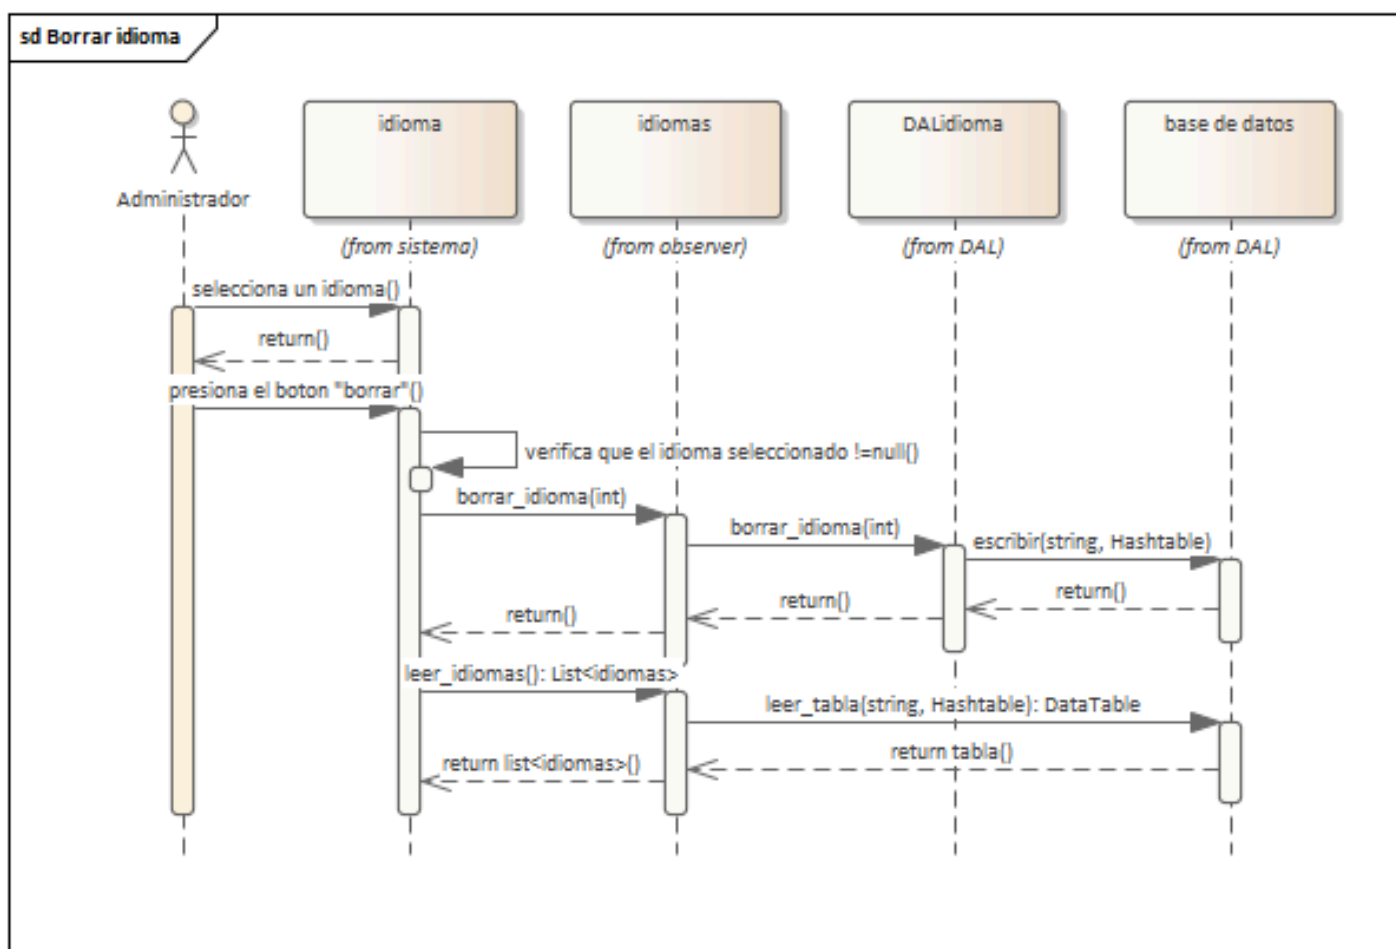 sd Borrar idioma
idioma
idiomas
DALidioma
base de datos
Administrador
(from sistema)
(from observer)
(from DAL)
(from DAL)
selecciona un idioma()
return()
presiona el boton "borrar"()
verifica que el idioma seleccionado !=null()
borrar_idioma(int)
borrar_idioma(int)
escribir(string, Hashtable)
return()
return()
return()
leer_idiomas(): List<idiomas>
leer_tabla(string, Hashtable): DataTable
return tabla()
return list<idiomas>()